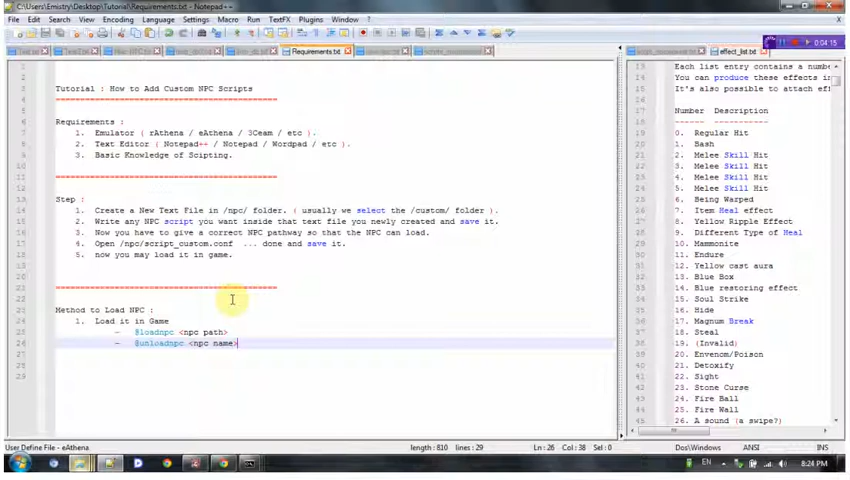 C:\Users\Emistry\Desktop\Tutorial\Requirements.txt - Notepad++
File Edit Search View Encoding Language Settings Macro Run TextFX Plugins Window ?
Requirements.txt
effect_list.txt
0:04:15
Tutorial : How to Add Custom NPC Scripts
Requirements :
1. Emulator ( rAthena / eAthena / 3Ceam / etc ).
2. Text Editor ( Notepad++ / Notepad / Wordpad / etc ).
3. Basic Knowledge of Scipting.
Step :
1. Create a New Text File in /npc/ folder. ( usually we select the /custom/ folder ).
2. Write any NPC script you want inside that text file you newly created and save it.
3. Now you have to give a correct NPC pathway so that the NPC can load.
4. Open /npc/script_custom.conf ... done and save it.
5. now you may load it in game.
Method to Load NPC :
1. Load it in Game
- @loadnpc <npc path>
- @unloadnpc <npc name>
Each list entry contains a numbe
You can produce these effects in
It's also possible to attach eff
Number Description
0. Regular Hit
1. Bash
2. Melee Skill Hit
3. Melee Skill Hit
4. Melee Skill Hit
5. Melee Skill Hit
6. Being Warped
7. Item Heal effect
8. Yellow Ripple Effect
9. Different Type of Heal
10. Mammonite
11. Endure
12. Yellow cast aura
13. Blue Box
14. Blue restoring effect
15. Soul Strike
16. Hide
17. Magnum Break
18. Steal
19. (Invalid)
20. Envenom/Poison
21. Detoxify
22. Sight
23. Stone Curse
24. Fire Ball
25. Fire Wall
26. A sound (a swipe?)
User Define File - eAthena length : 810 lines : 29 Ln : 26 Col : 38 Sel : 0 Dos\Windows ANSI INS
EN 8:24 PM